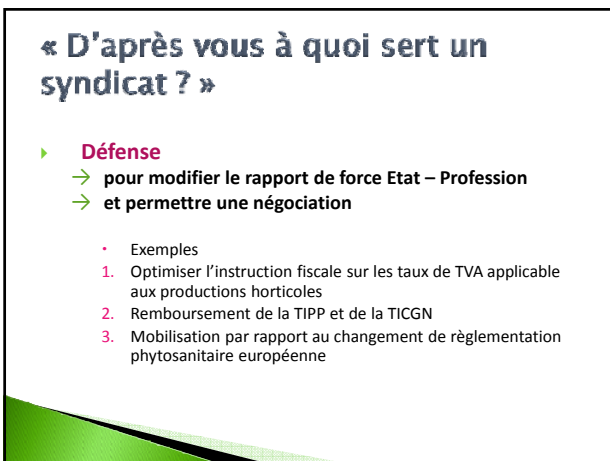 « D'après vous à quoi sert un
syndicat ? »
Défense
→ pour modifier le rapport de force Etat – Profession
→ et permettre une négociation
• Exemples
1. Optimiser l'instruction fiscale sur les taux de TVA applicable
aux productions horticoles
2. Remboursement de la TIPP et de la TICGN
3. Mobilisation par rapport au changement de règlementation
phytosanitaire européenne